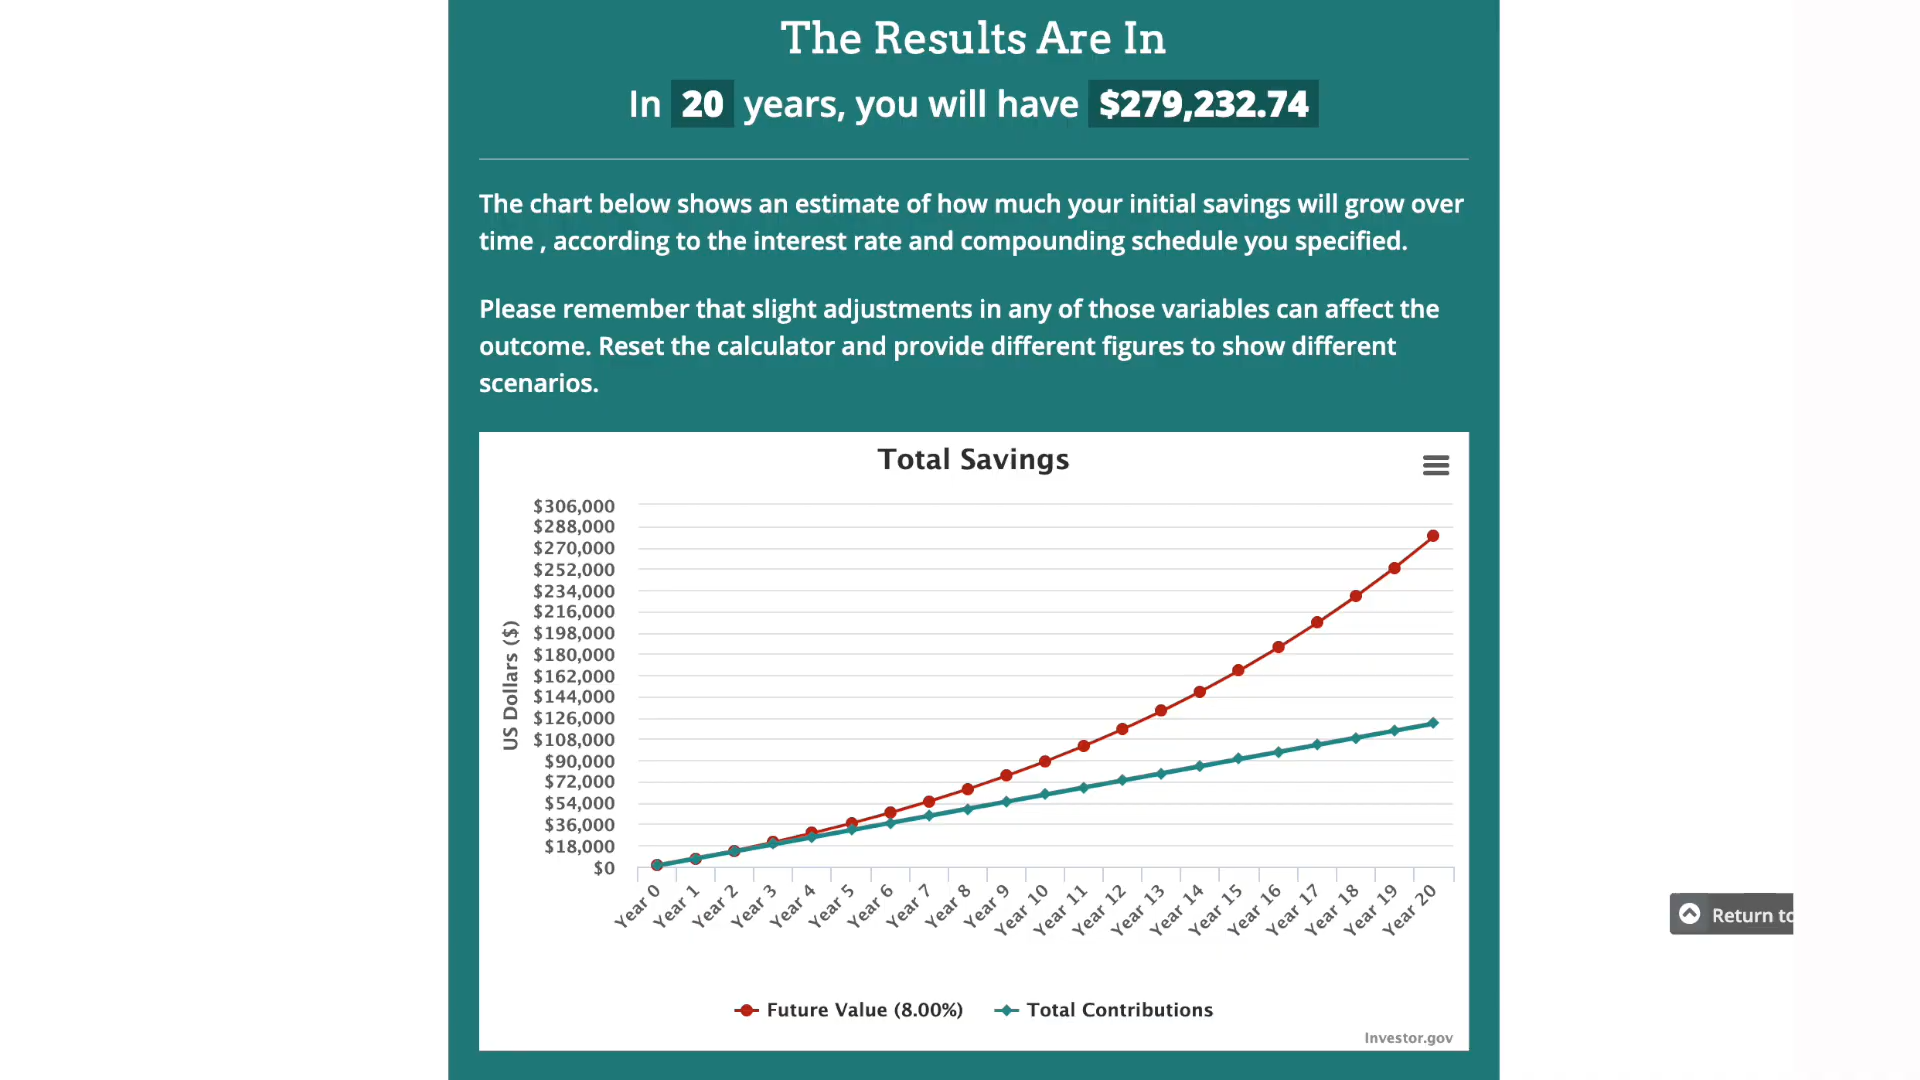 The Results Are In
In 20 years, you will have $279,232.74
The chart below shows an estimate of how much your initial savings will grow over
time , according to the interest rate and compounding schedule you specified.
Please remember that slight adjustments in any of those variables can affect the
outcome. Reset the calculator and provide different figures to show different
scenarios.
Total Savings
US Dollars ($)
$306,000
$288,000
$270,000
$252,000
$234,000
$216,000
$198,000
$180,000
$162,000
$144,000
$126,000
$108,000
$90,000
$72,000
$54,000
$36,000
$18,000
$0
Year 0
Year 1
Year 2
Year 3
Year 4
Year 5
Year 6
Year 7
Year 8
Year 9
Year 10
Year 11
Year 12
Year 13
Year 14
Year 15
Year 16
Year 17
Year 18
Year 19
Year 20
Return to
Future Value (8.00%)
Total Contributions
Investor.gov